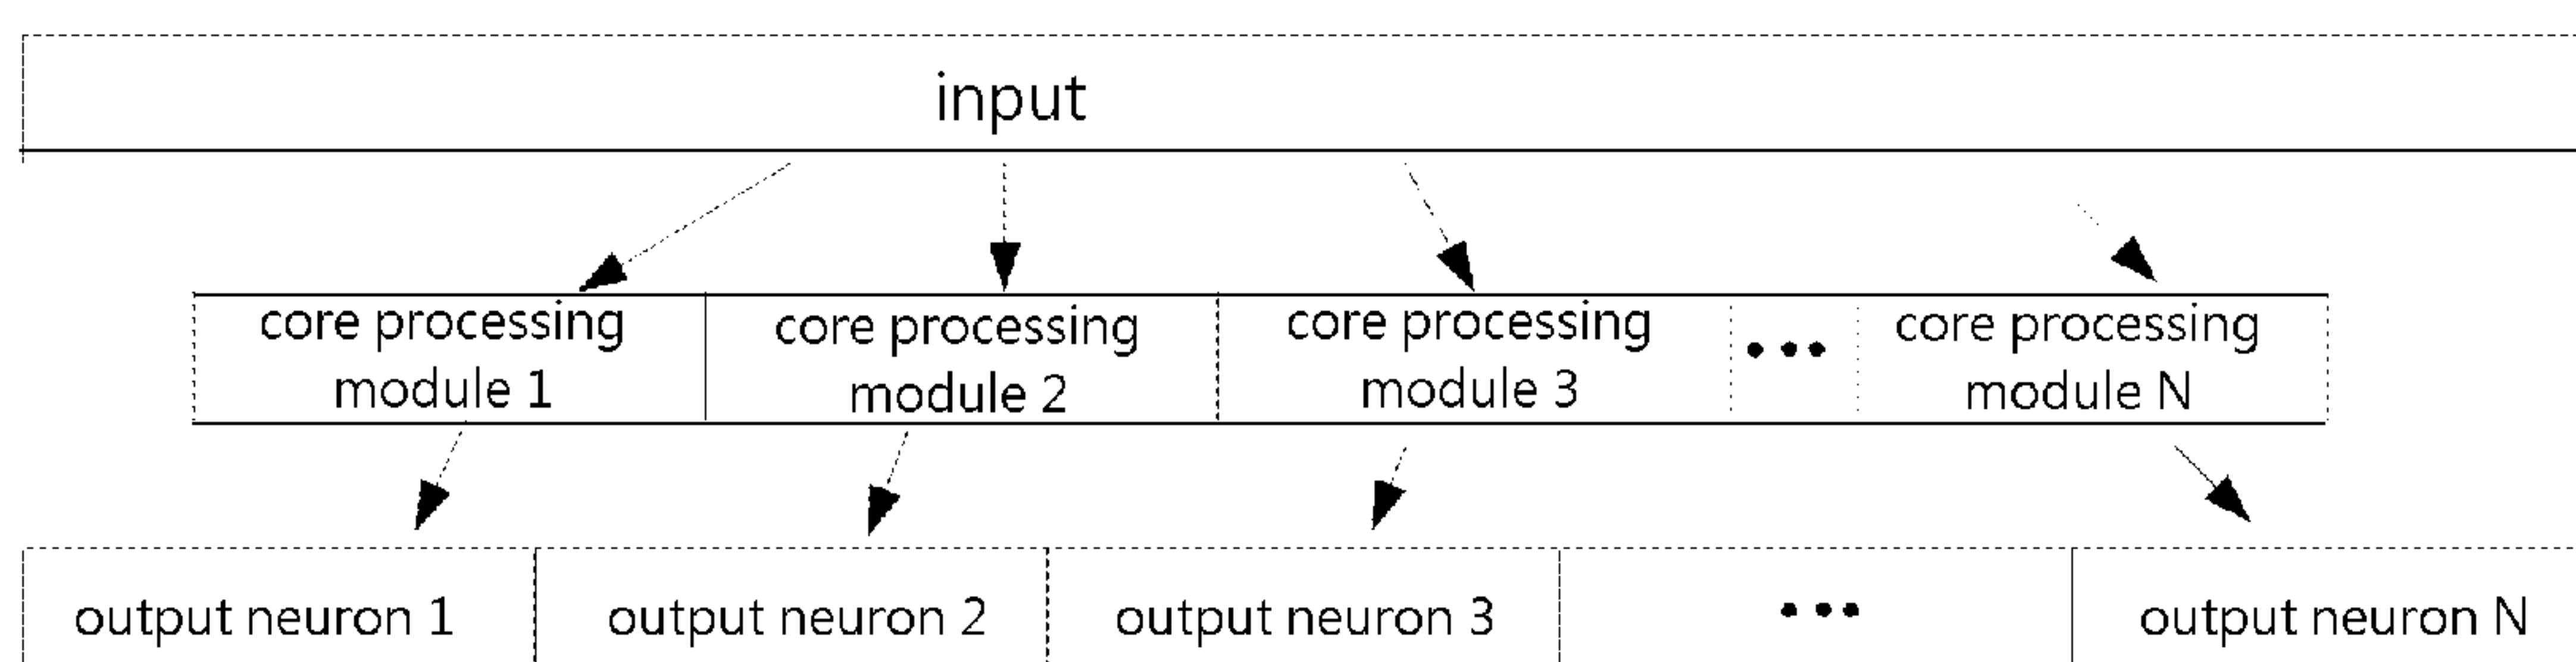 input
core processing
module 1
core processing
module 2
core processing
module 3
•••
core processing
module N
output neuron 1
output neuron 2
output neuron 3
•••
output neuron N